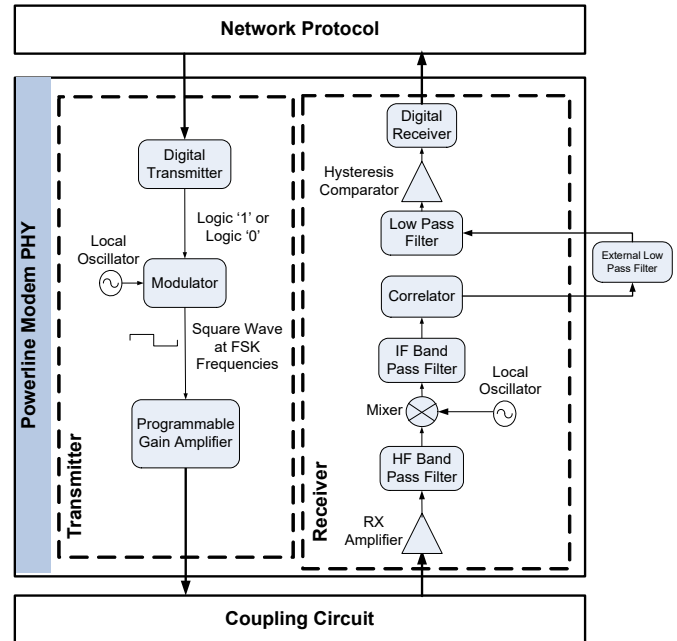 Network Protocol
Powerline Modem PHY
Transmitter
Digital
Transmitter
Logic ‘1’ or
Logic ‘0’
Local
Oscillator
Modulator
Square Wave
at FSK
Frequencies
Programmable
Gain Amplifier
Receiver
Digital
Receiver
Hysteresis
Comparator
Low Pass
Filter
External Low
Pass Filter
Correlator
IF Band
Pass Filter
Local
Oscillator
Mixer
HF Band
Pass Filter
RX
Amplifier
Coupling Circuit